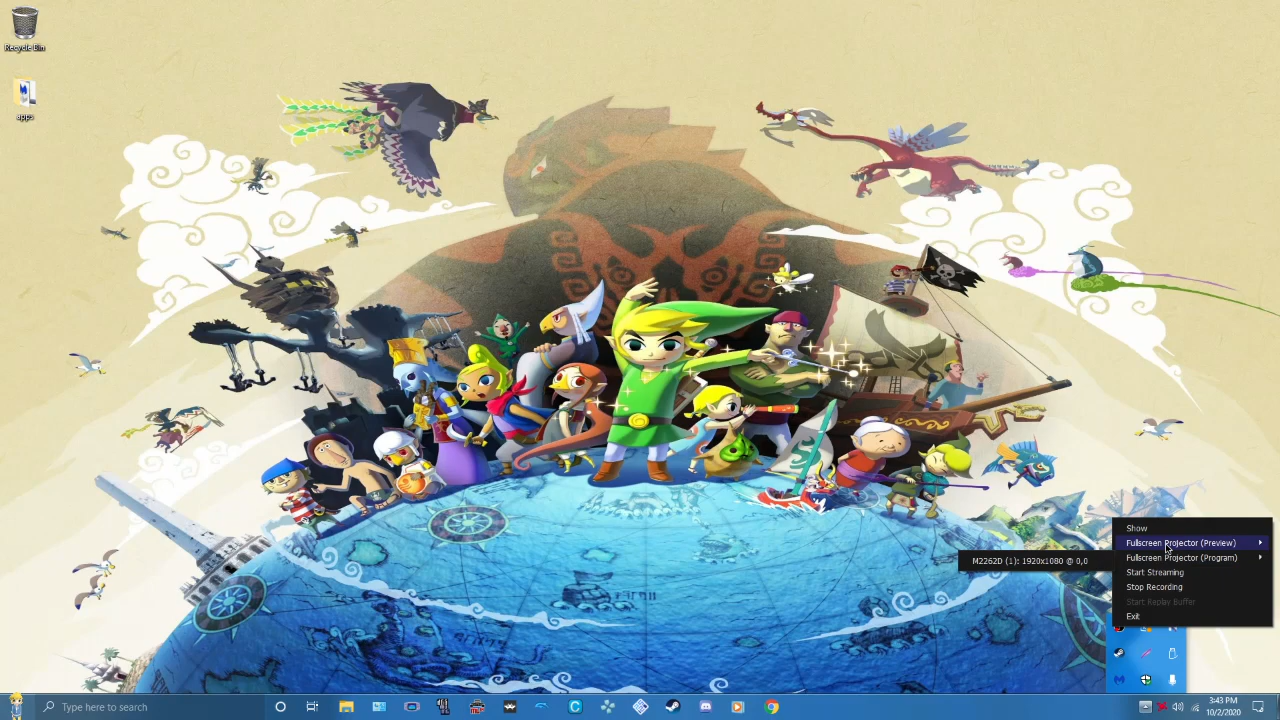 Recycle Bin
apps
Show
Fullscreen Projector (Preview)
M2262D (1): 1920x1080 @ 0,0
Fullscreen Projector (Program)
Start Streaming
Stop Recording
Start Replay Buffer
Exit
Type here to search
3:43 PM
10/2/2020